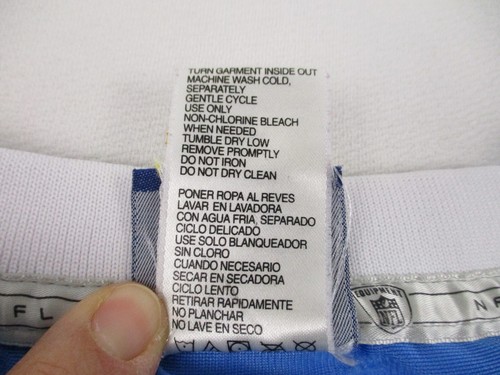 TURN GARMENT INSIDE OUT
MACHINE WASH COLD,
SEPARATELY
GENTLE CYCLE
USE ONLY
NON-CHLORINE BLEACH
WHEN NEEDED
TUMBLE DRY LOW
REMOVE PROMPTLY
DO NOT IRON
DO NOT DRY CLEAN
PONER ROPA AL REVES
LAVAR EN LAVADORA
CON AGUA FRIA, SEPARADO
CICLO DELICADO
USE SOLO BLANQUEADOR
SIN CLORO
CUANDO NECESARIO
SECAR EN SECADORA
CICLO LENTO
RETIRAR RAPIDAMENTE
NO PLANCHAR
NO LAVE EN SECO
F L
EQUIPMENT
NFL
N